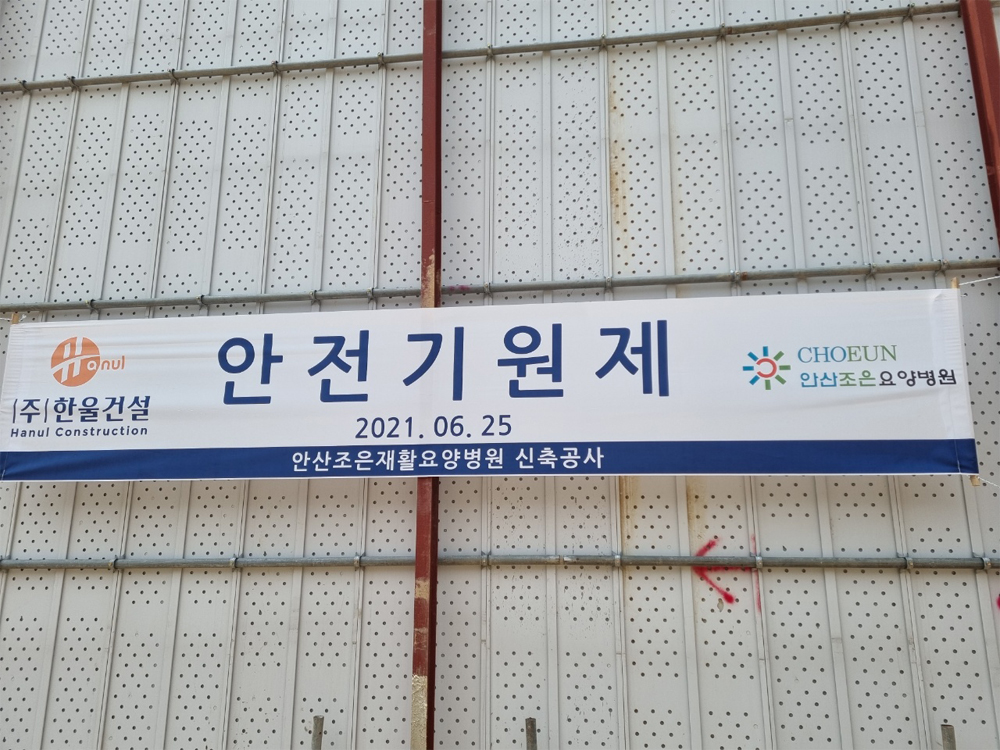 Hanul
(주)한울건설
Hanul Construction
안전기원제
2021. 06. 25
CHOEUN
안산조은요양병원
안산조은재활요양병원 신축공사